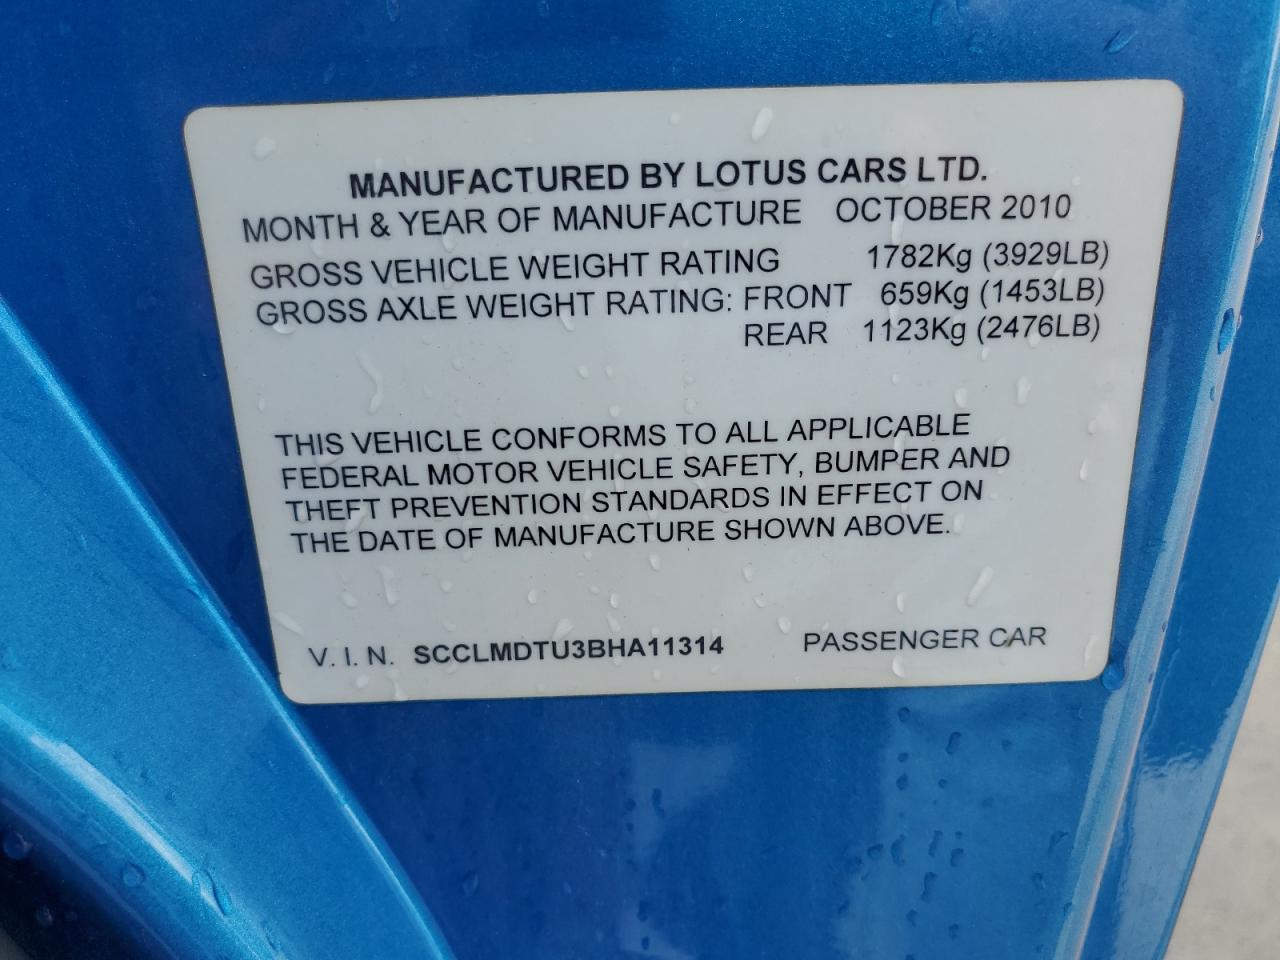 MANUFACTURED BY LOTUS CARS LTD.
MONTH & YEAR OF MANUFACTURE OCTOBER 2010
GROSS VEHICLE WEIGHT RATING 1782Kg (3929LB)
GROSS AXLE WEIGHT RATING: FRONT 659Kg (1453LB)
REAR 1123Kg (2476LB)
THIS VEHICLE CONFORMS TO ALL APPLICABLE
FEDERAL MOTOR VEHICLE SAFETY, BUMPER AND
THEFT PREVENTION STANDARDS IN EFFECT ON
THE DATE OF MANUFACTURE SHOWN ABOVE.
V. I. N. SCCLMDTU3BHA11314 PASSENGER CAR